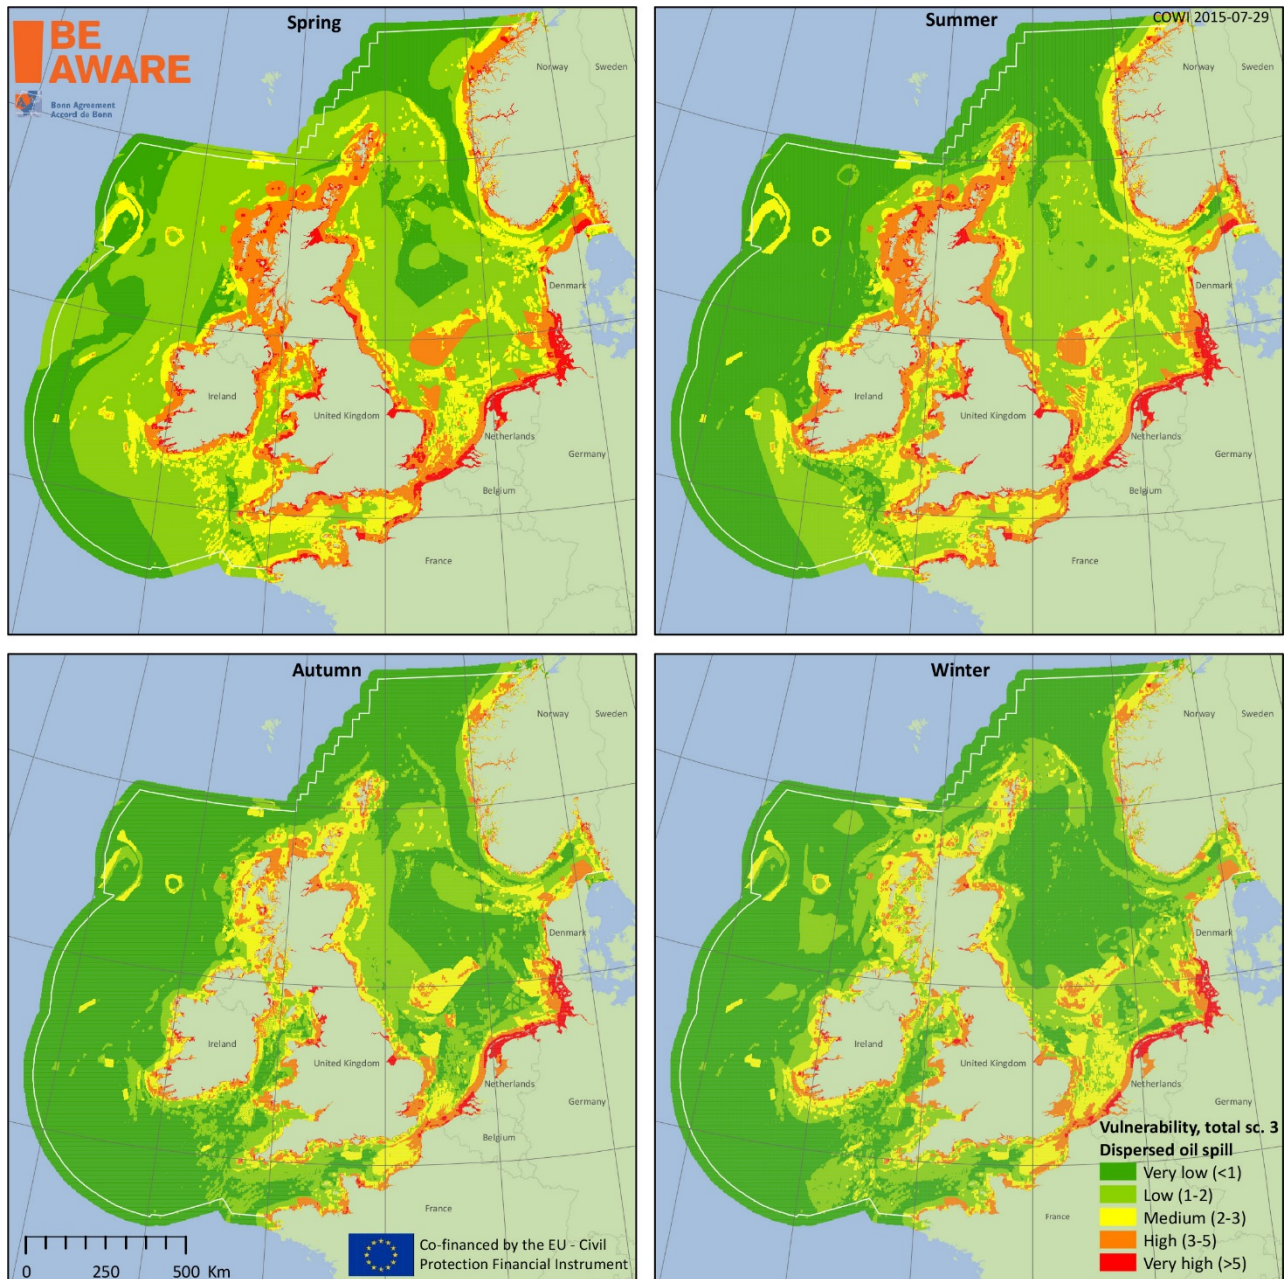 Spring
BE
AWARE
Bonn Agreement
Accord de Bonn
Norway
Sweden
Denmark
Ireland
United Kingdom
Netherlands
Germany
Belgium
France
Summer
COWI 2015-07-29
Norway
Sweden
Denmark
Ireland
United Kingdom
Netherlands
Germany
Belgium
France
Autumn
Norway
Sweden
Denmark
Ireland
United Kingdom
Netherlands
Germany
Belgium
France
0 250 500 Km
Co-financed by the EU - Civil
Protection Financial Instrument
Winter
Norway
Sweden
Denmark
Ireland
United Kingdom
Netherlands
Germany
Belgium
France
Vulnerability, total sc. 3
Dispersed oil spill
Very low (<1)
Low (1-2)
Medium (2-3)
High (3-5)
Very high (>5)